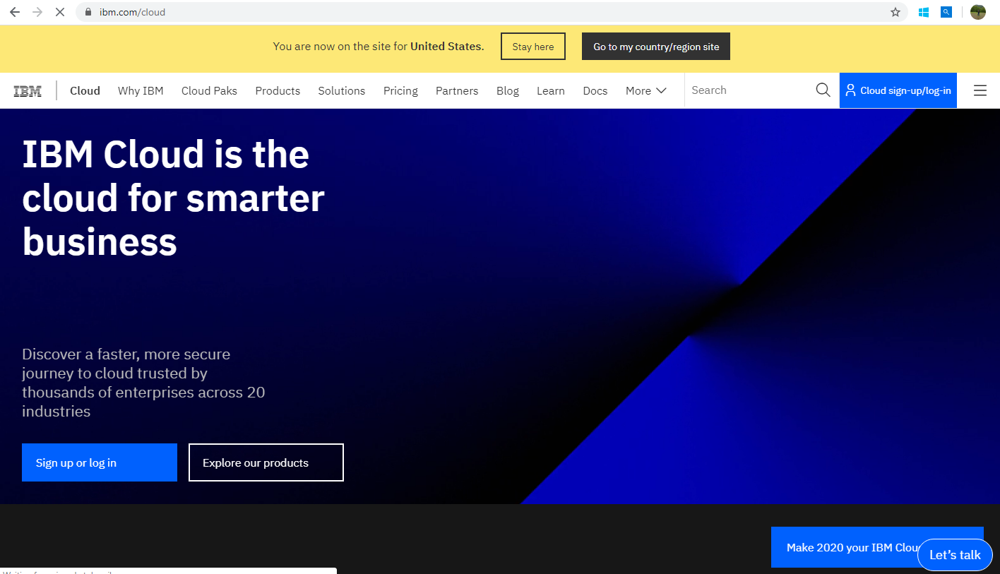 ibm.com/cloud
You are now on the site for United States.
Stay here
Go to my country/region site
IBM
Cloud
Why IBM
Cloud Paks
Products
Solutions
Pricing
Partners
Blog
Learn
Docs
More
Search
Cloud sign-up/log-in
IBM Cloud is the
cloud for smarter
business
Discover a faster, more secure
journey to cloud trusted by
thousands of enterprises across 20
industries
Sign up or log in
Explore our products
Make 2020 your IBM Clou
Let's talk